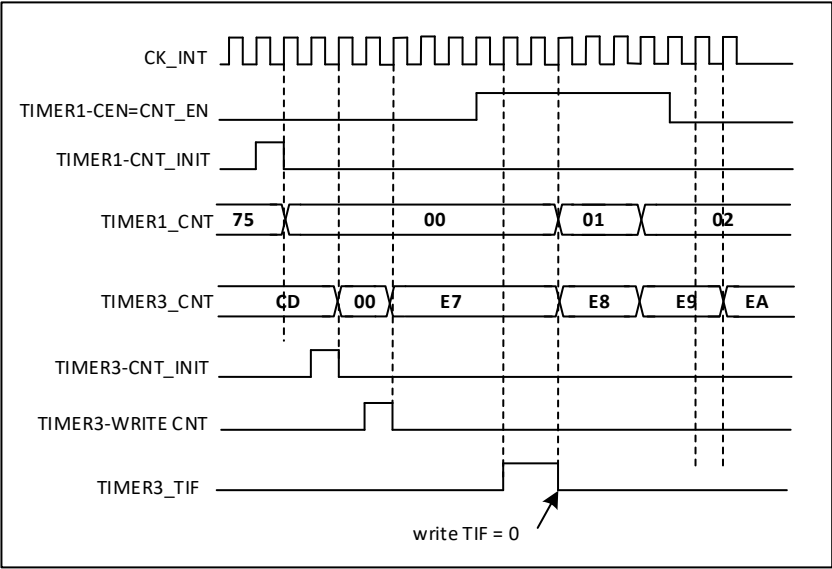 CK_INT
TIMER1-CEN=CNT_EN
TIMER1-CNT_INIT
TIMER1_CNT 75 00 01 02
TIMER3_CNT CD 00 E7 E8 E9 EA
TIMER3-CNT_INIT
TIMER3-WRITE CNT
TIMER3_TIF
write TIF = 0